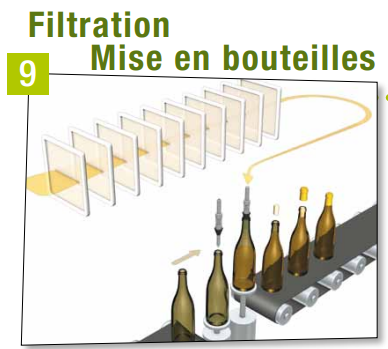 Filtration
Mise en bouteilles
9